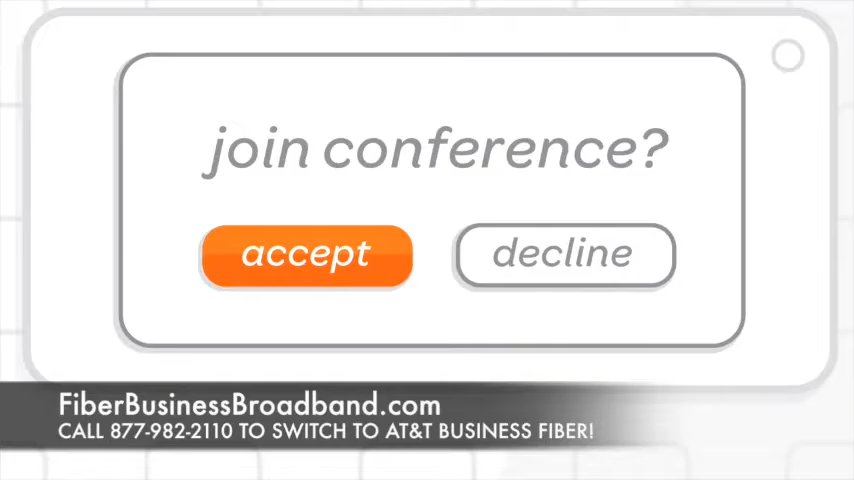 join conference?
accept
decline
FiberBusinessBroadband.com
CALL 877-982-2110 TO SWITCH TO AT&T BUSINESS FIBER!